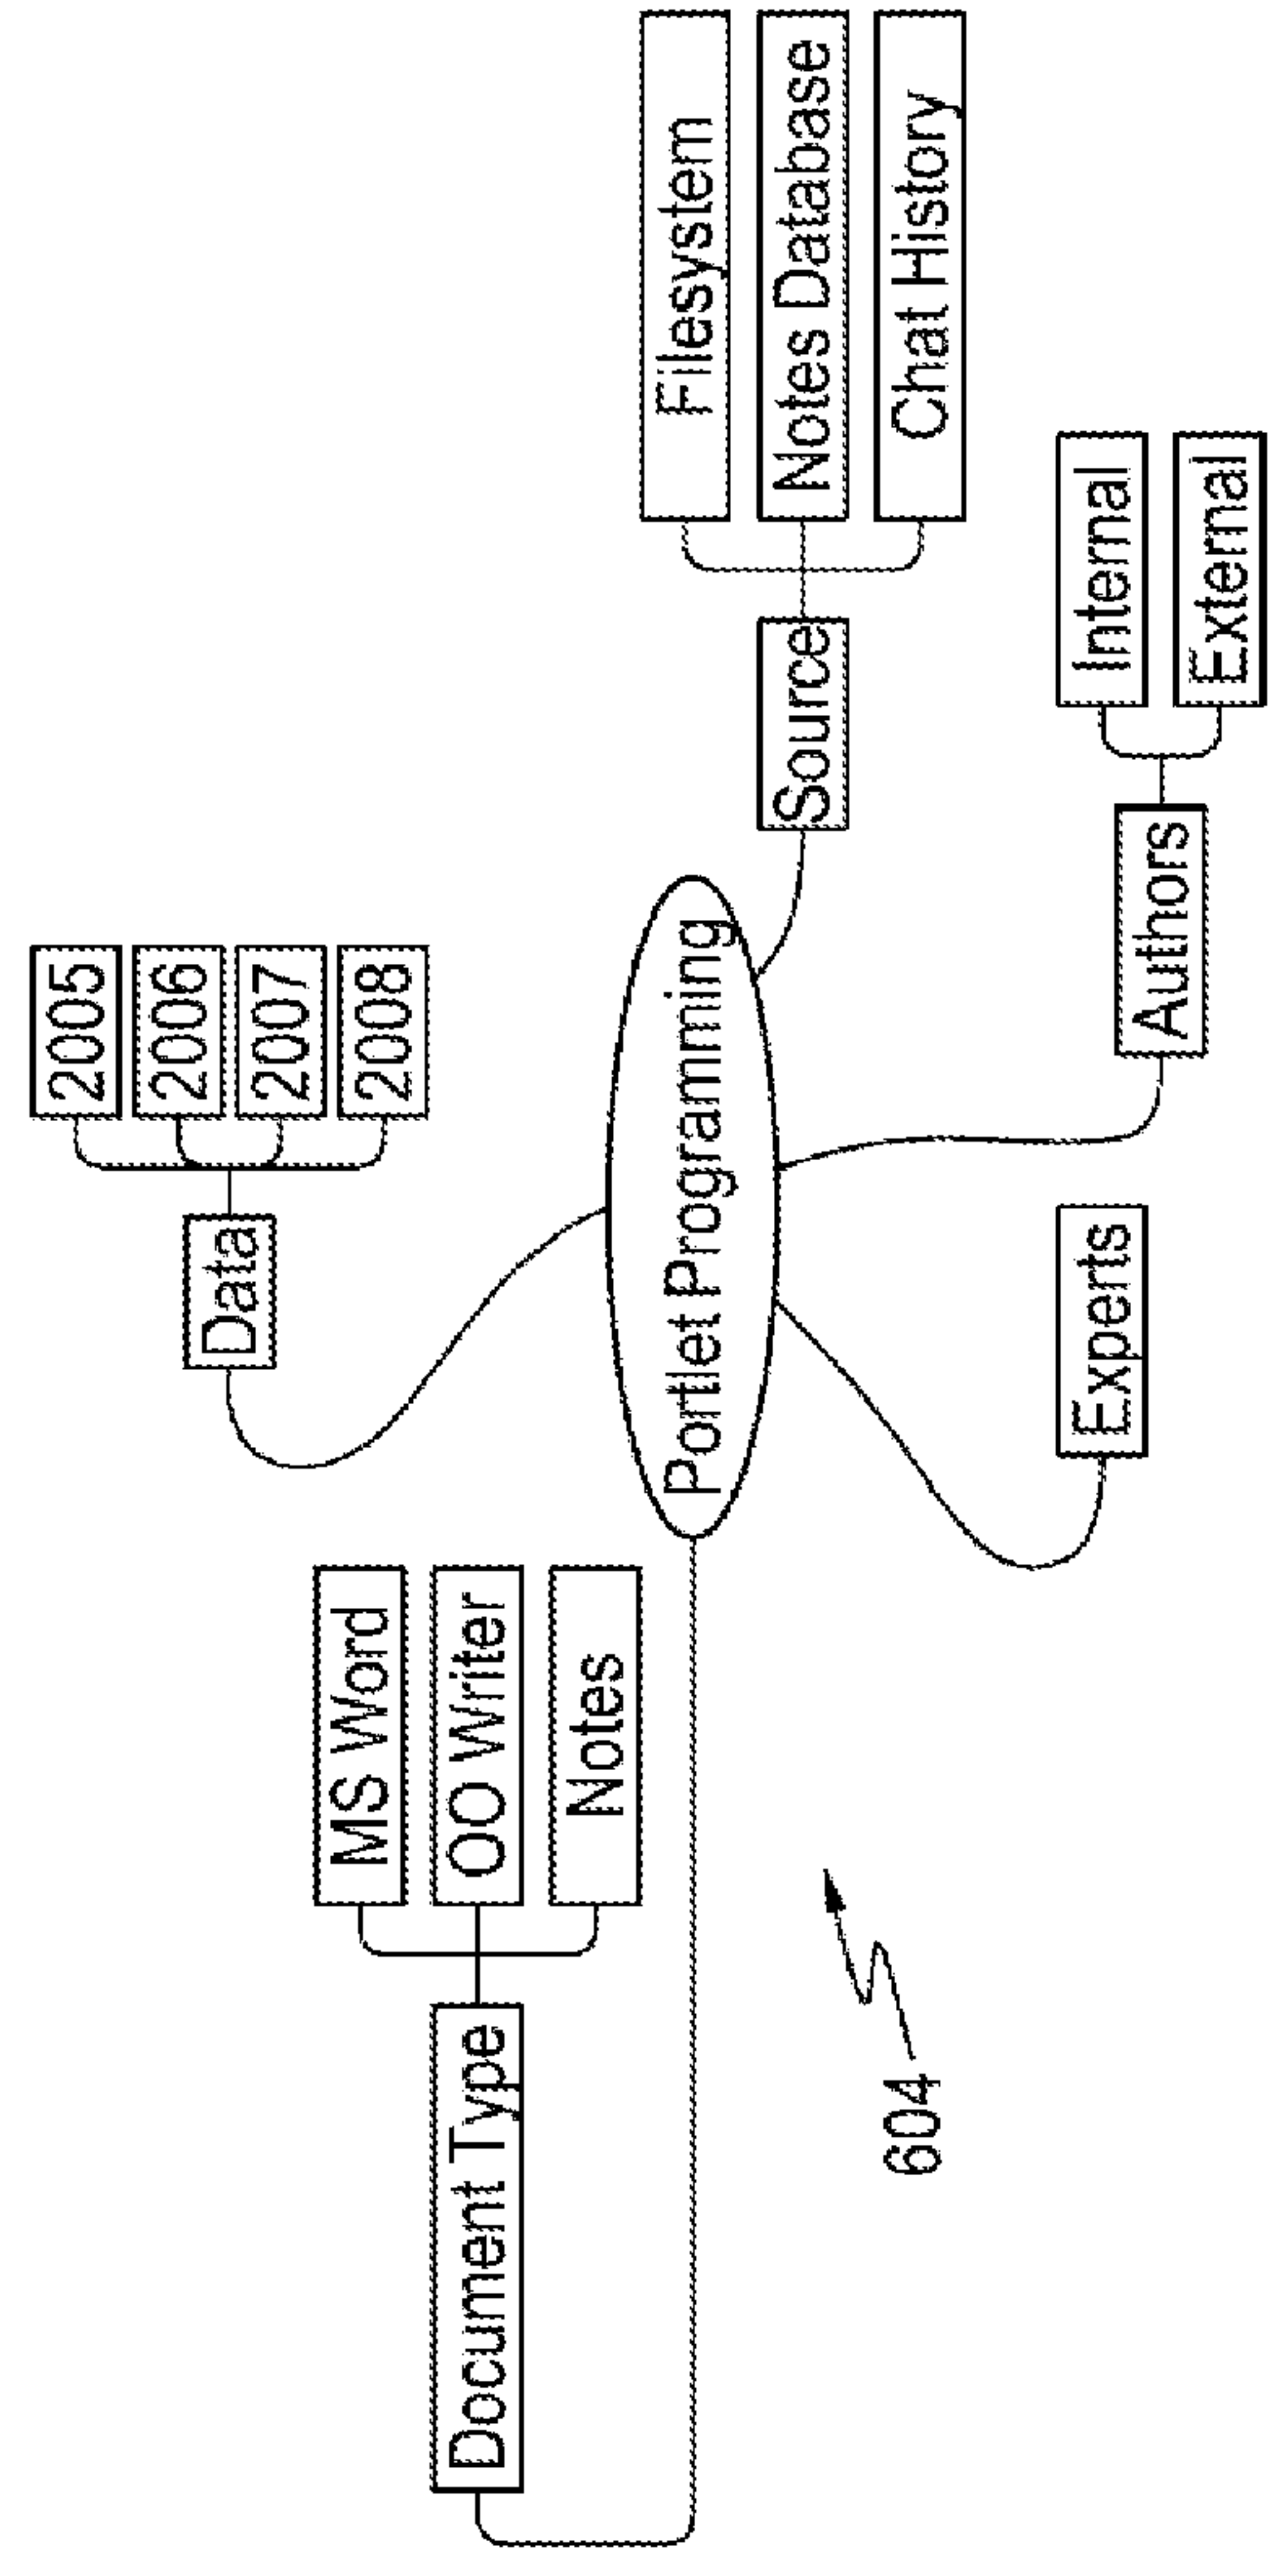 Document Type
MS Word
OO Writer
Notes
Data
2005
2006
2007
2008
Portlet Programming
Source
Filesystem
Notes Database
Chat History
Authors
Internal
External
Experts
604